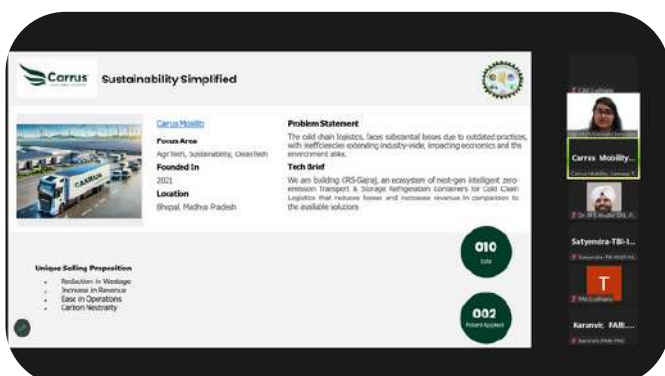 Carrus
Sustainability Simplified
Carrus Mobility
Focus Area
AgriTech, Sustainability, CleanTech
Founded In
2021
Location
Bhopal, Madhya Pradesh
Problem Statement
The cold chain logistics, faces substantial losses due to outdated practices,
with inefficiencies extending industry-wide, impacting economics and the
environment alike.
Tech Brief
We are building CRS-Gajraj, an ecosystem of next-gen intelligent zero-
emission transport & Storage Refrigeration containers for Cold Chain
Logistics that reduces losses and increases revenue in comparison to
the available solutions
Unique Selling Proposition
Reduction in Wastage
Increase in Revenue
Ease in Operations
Carbon Neutrality
010
002
Patent Applied
Carrus Mobility...
Satyendra-TBI-I...
T
PAU Ludhiana
Karanvir, PABI...